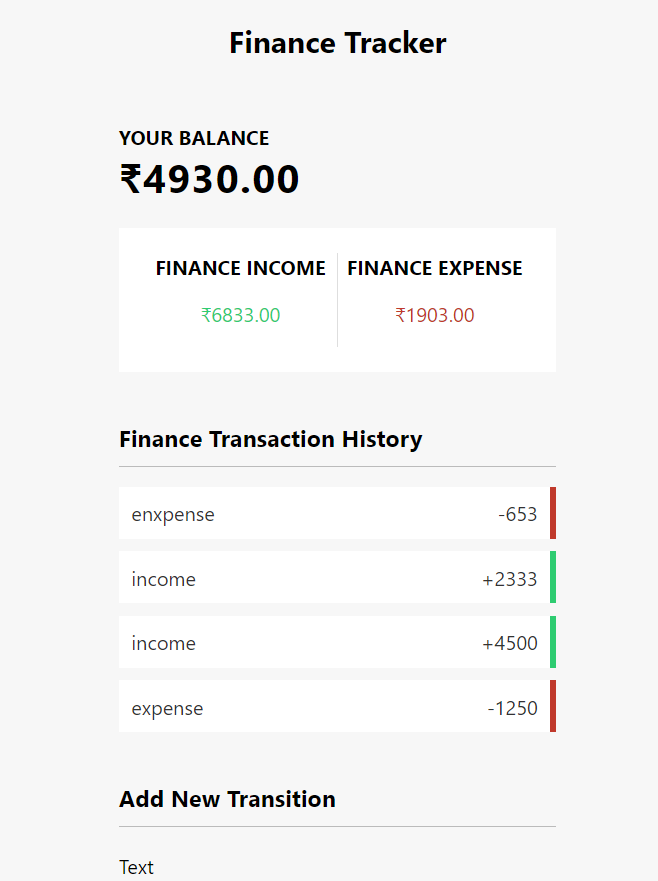 Finance Tracker
YOUR BALANCE
₹4930.00
FINANCE INCOME FINANCE EXPENSE
₹6833.00 ₹1903.00
Finance Transaction History
enxpense -653
income +2333
income +4500
expense -1250
Add New Transition
Text